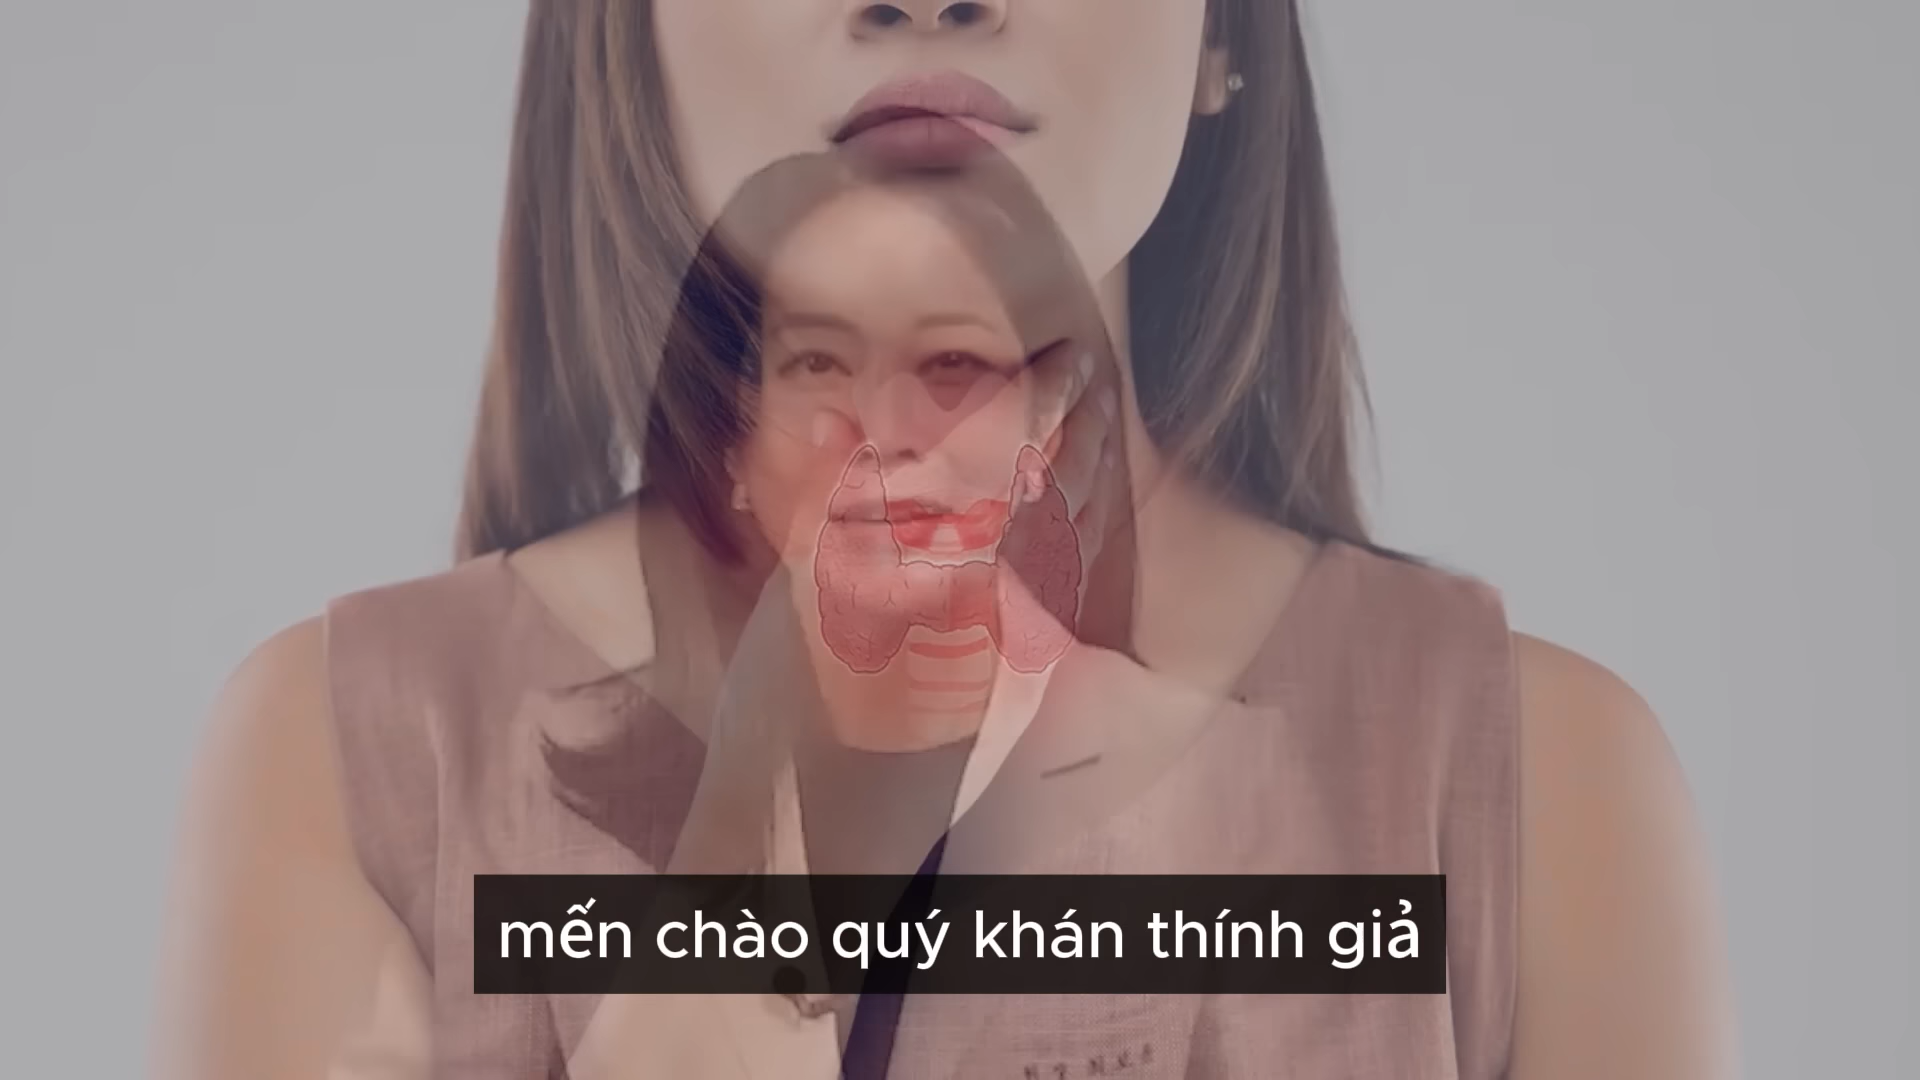 mến chào quý khán thính giả